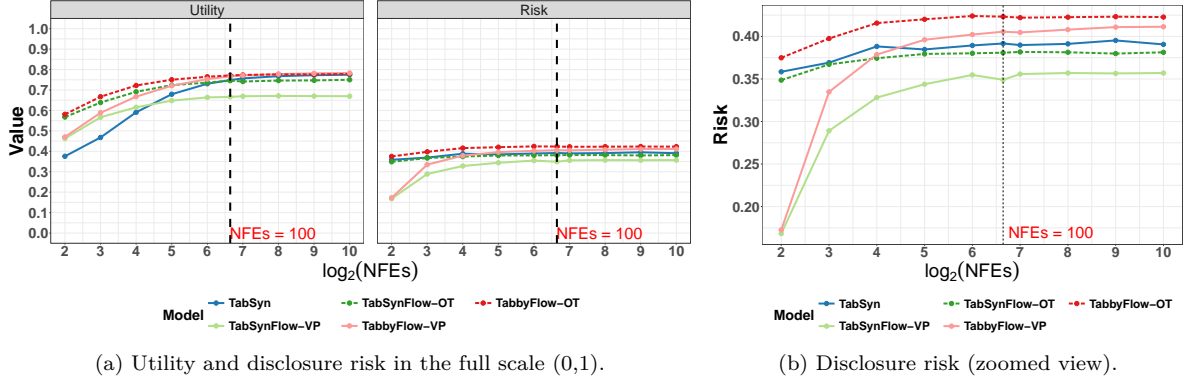 Utility
Risk
1.0
0.9
0.8
0.7
0.6
0.5
0.4
0.3
0.2
0.1
0.0
Value
NFEs = 100
NFEs = 100
2 3 4 5 6 7 8 9 10
2 3 4 5 6 7 8 9 10
log2(NFEs)
Model
TabSyn
TabSynFlow−OT
TabbyFlow−OT
TabSynFlow−VP
TabbyFlow−VP
(a) Utility and disclosure risk in the full scale (0,1).
0.40
0.35
0.30
0.25
0.20
Risk
NFEs = 100
2 3 4 5 6 7 8 9 10
log2(NFEs)
Model
TabSyn
TabSynFlow−OT
TabbyFlow−OT
TabSynFlow−VP
TabbyFlow−VP
(b) Disclosure risk (zoomed view).